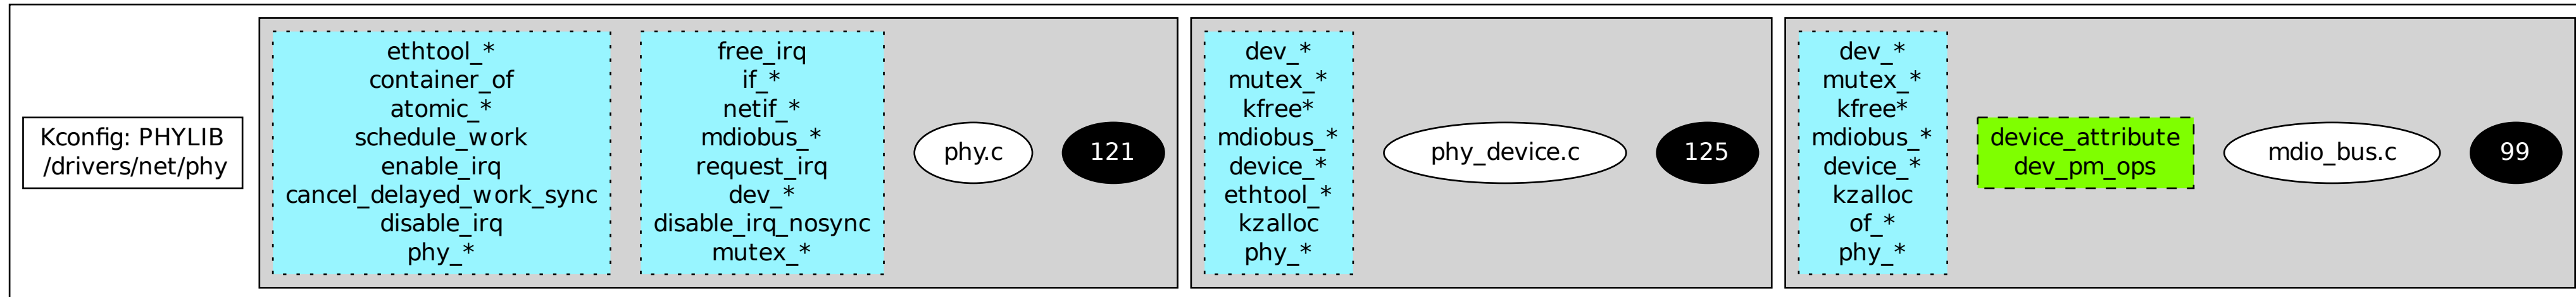 Kconfig: PHYLIB
/drivers/net/phy
ethtool_*
container_of
atomic_*
schedule_work
enable_irq
cancel_delayed_work_sync
disable_irq
phy_*
free_irq
if_*
netif_*
mdiobus_*
request_irq
dev_*
disable_irq_nosync
mutex_*
phy.c
121
dev_*
mutex_*
kfree*
mdiobus_*
device_*
ethtool_*
kzalloc
phy_*
phy_device.c
125
dev_*
mutex_*
kfree*
mdiobus_*
device_*
kzalloc
of_*
phy_*
device_attribute
dev_pm_ops
mdio_bus.c
99